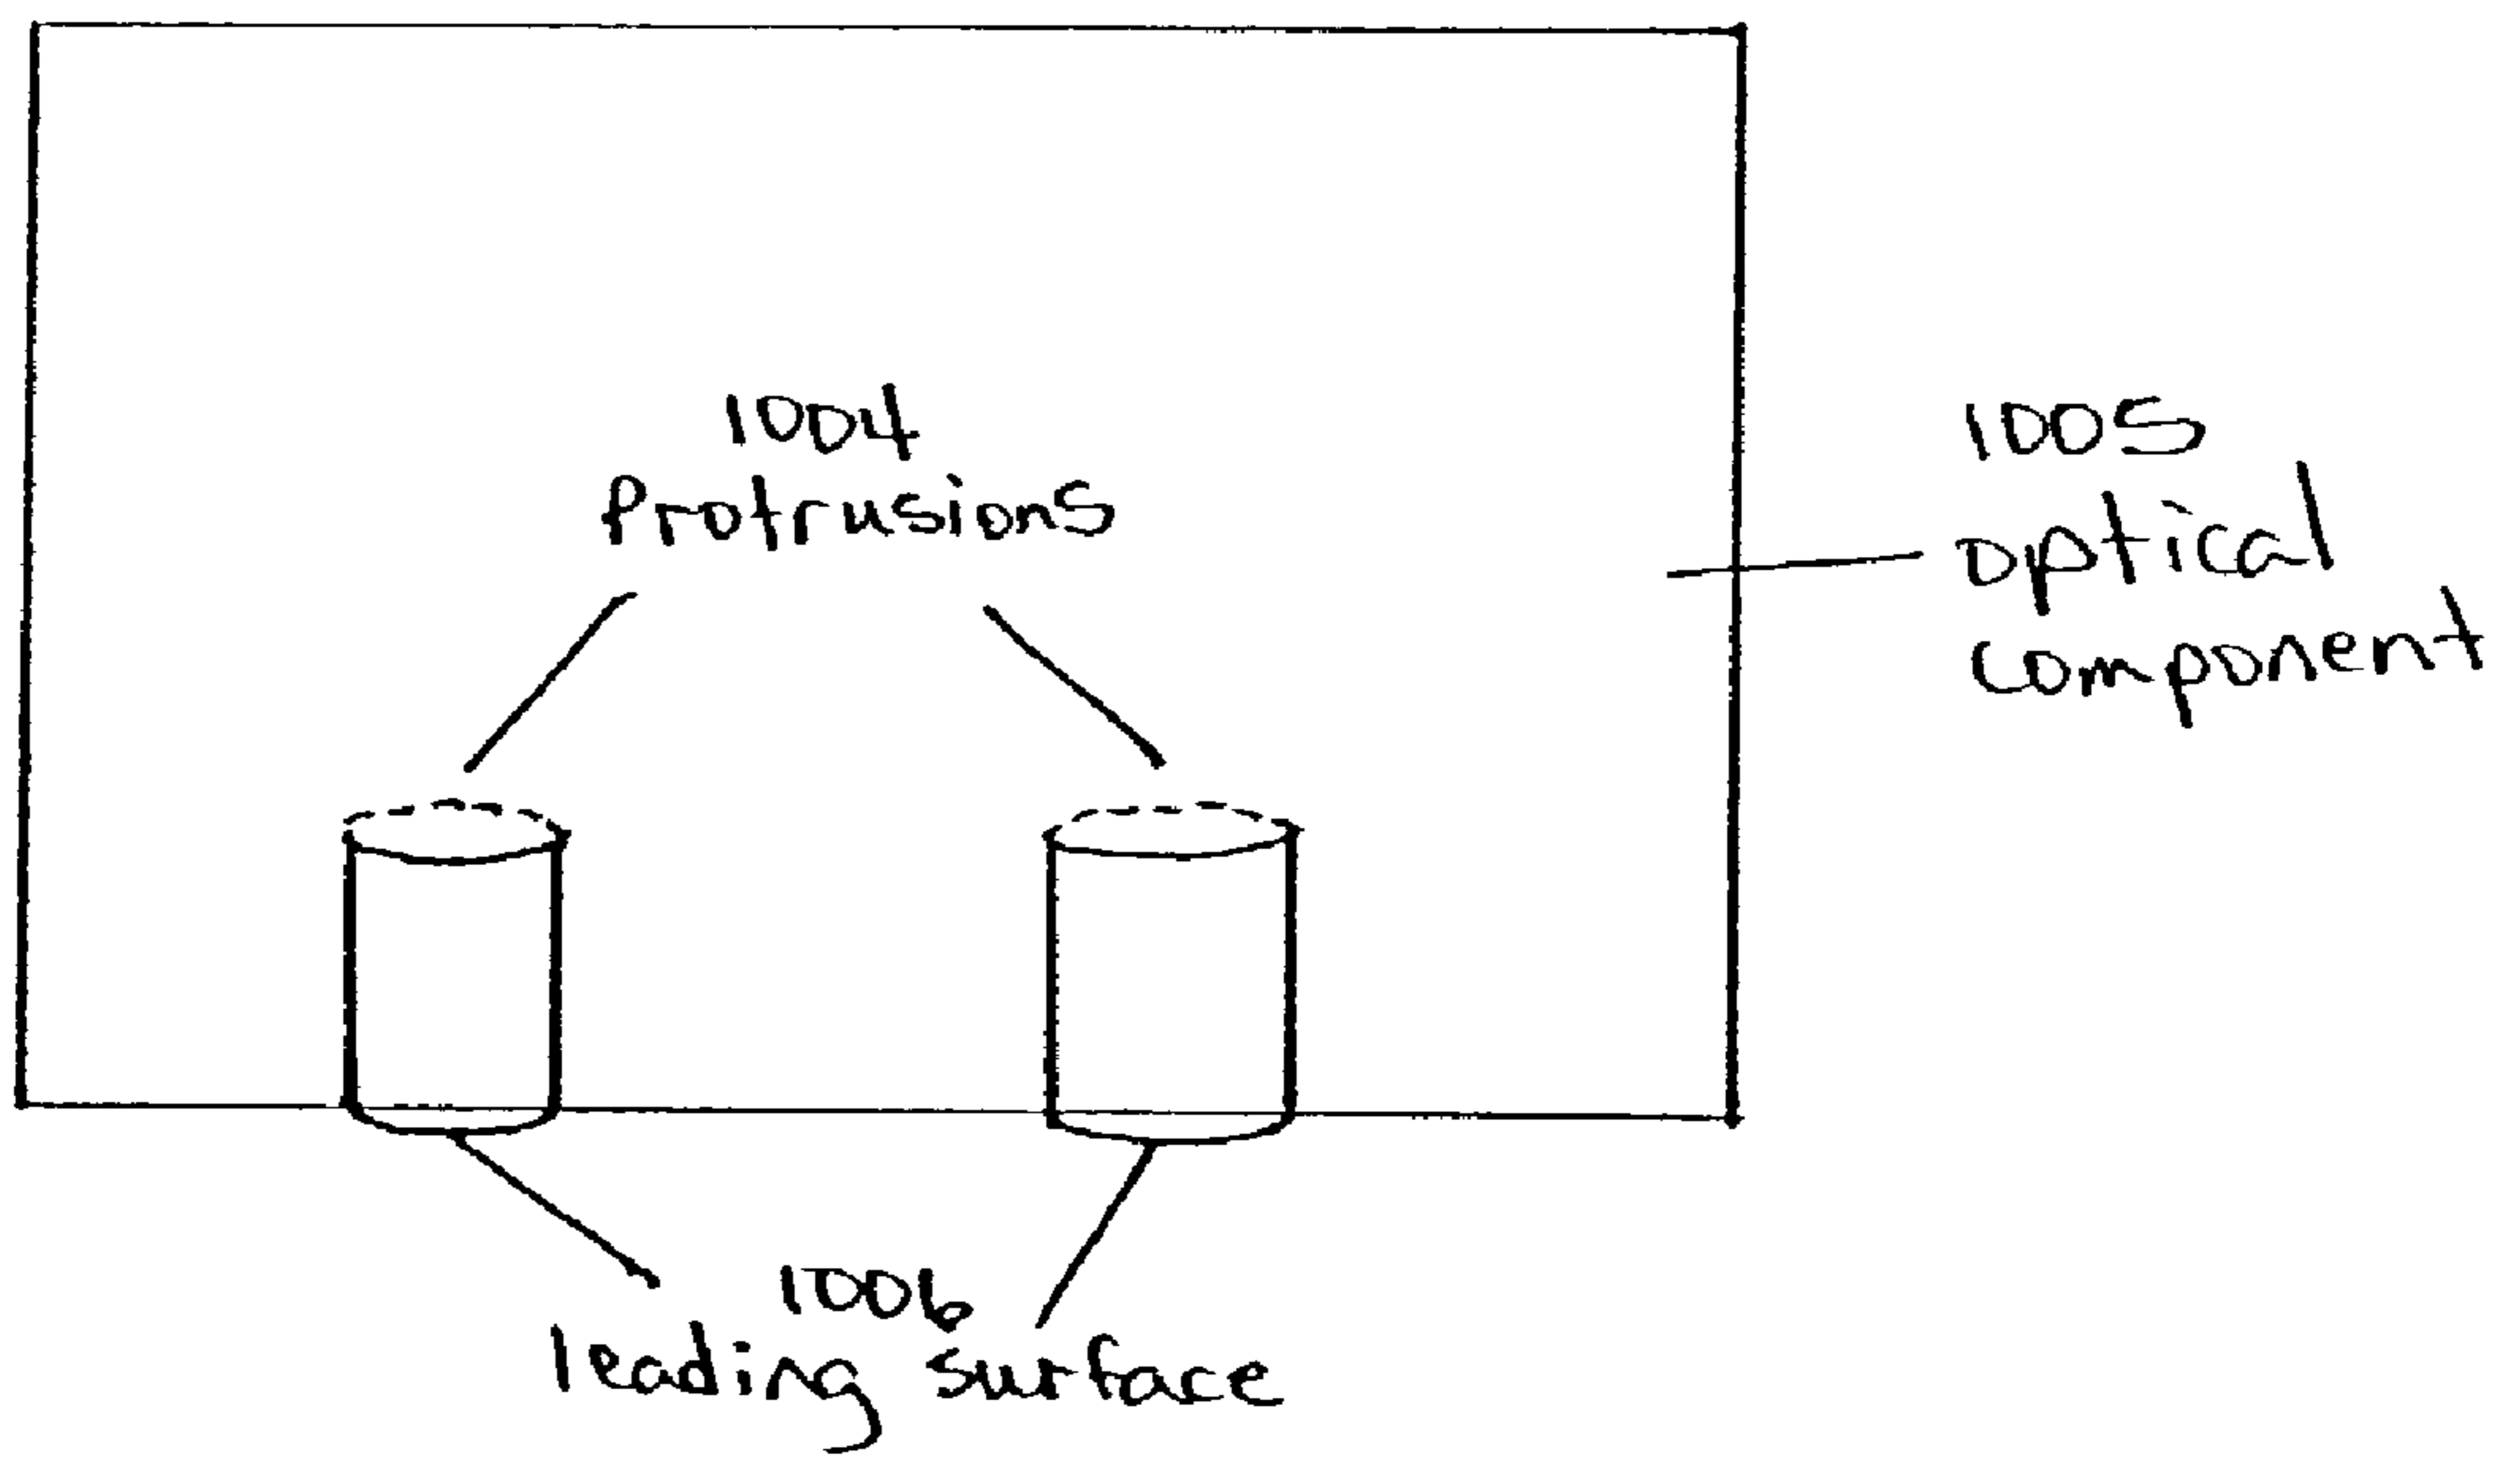 1004
Protrusions
1005
optical
component
1006
leading surface